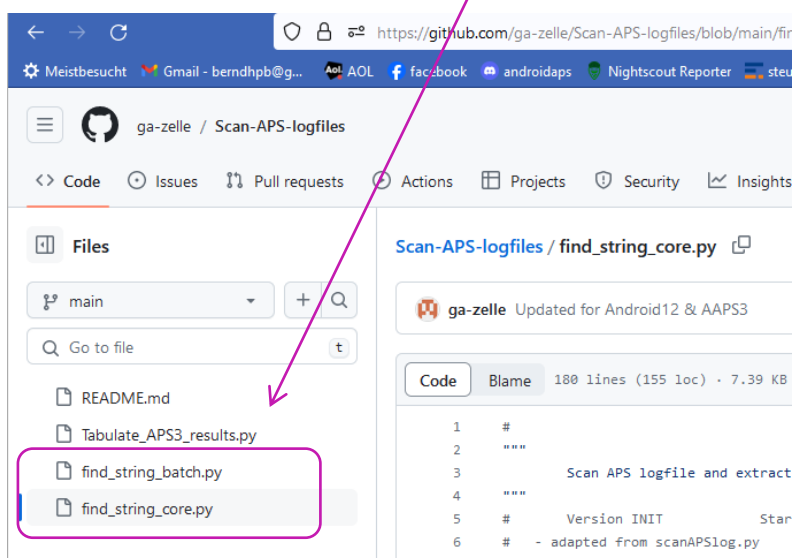 https://github.com/ga-zelle/Scan-APS-logfiles/blob/main/fin
Meistbesucht Gmail - berndhpb@g... AOL facebook androidaps Nightscout Reporter steu
ga-zelle / Scan-APS-logfiles
Code Issues Pull requests Actions Projects Security Insights
Files
main
Go to file t
README.md
Tabulate_APS3_results.py
find_string_batch.py
find_string_core.py
Scan-APS-logfiles / find_string_core.py
ga-zelle Updated for Android12 & AAPS3
Code Blame 180 lines (155 loc) · 7.39 KB
1 #
2 """
3 Scan APS logfile and extract
4 """
5 # Version INIT Star
6 # - adapted from scanAPSlog.py